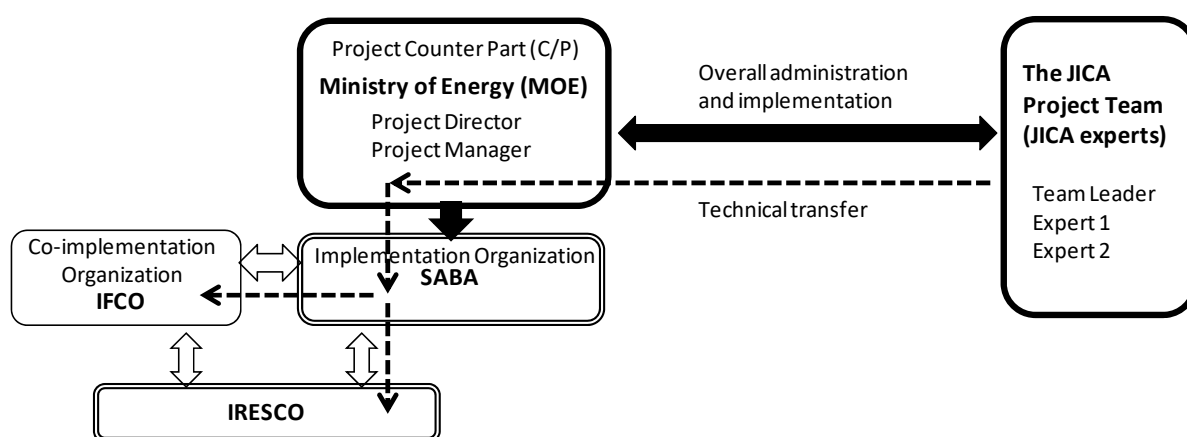 Project Counter Part (C/P)
Ministry of Energy (MOE)
Project Director
Project Manager
Overall administration
and implementation
Technical transfer
The JICA
Project Team
(JICA experts)
Team Leader
Expert 1
Expert 2
Co-implementation
Organization
IFCO
Implementation Organization
SABA
IRESCO